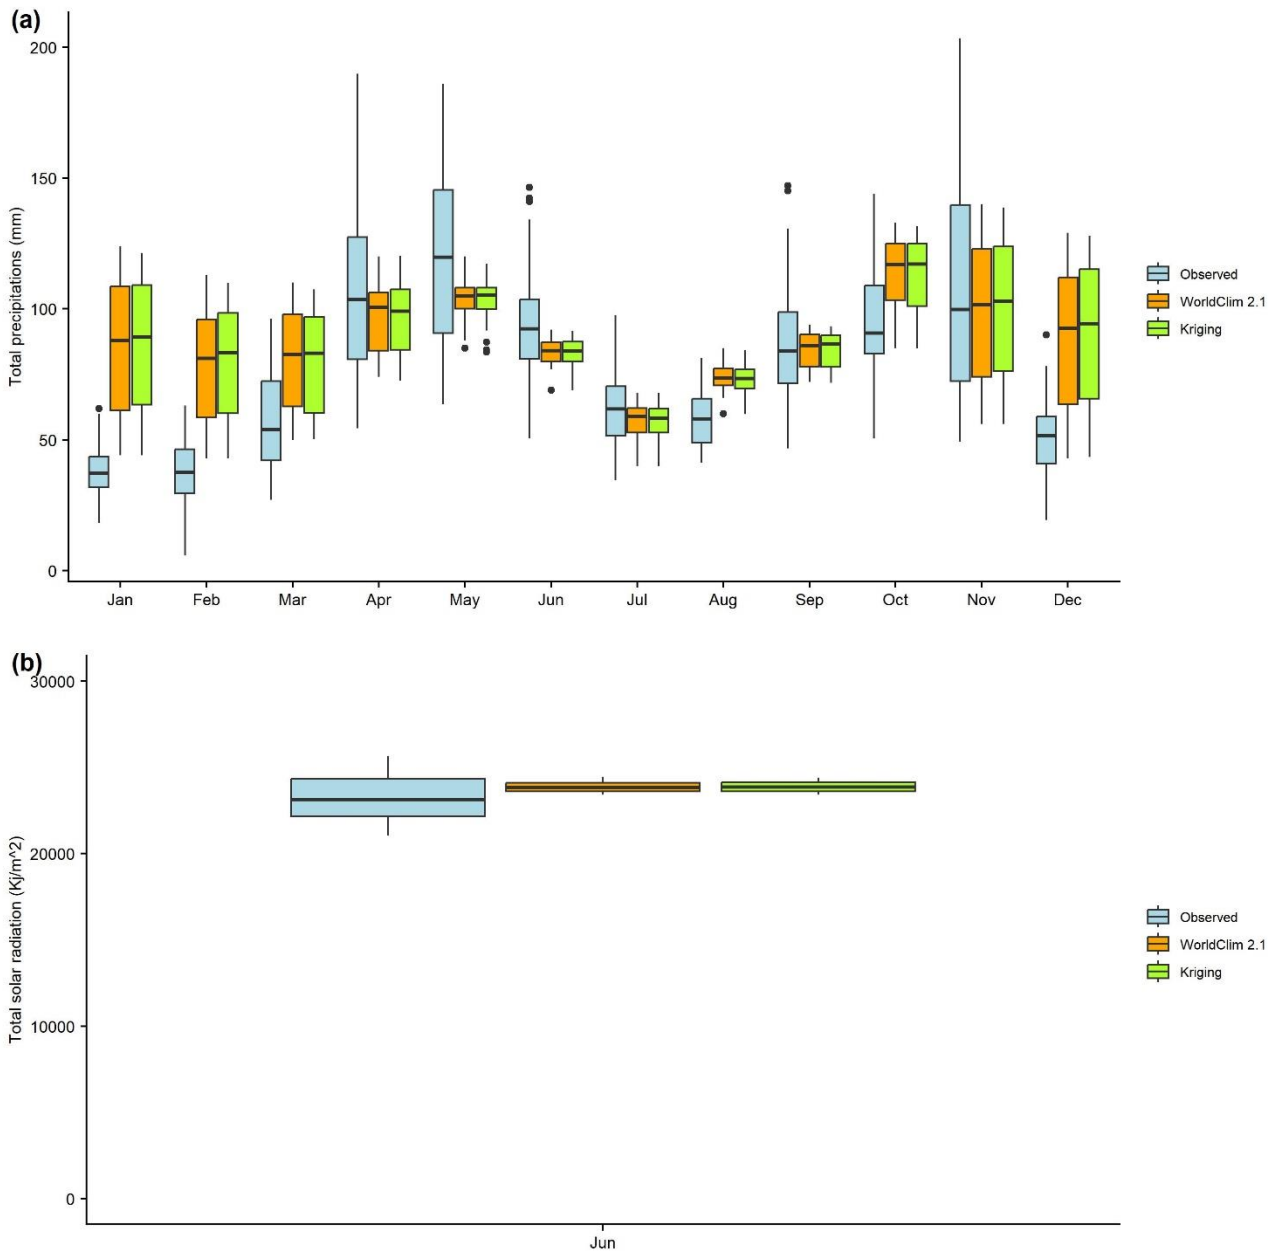 (a)
Total precipitations (mm)
200
150
100
50
0
Jan Feb Mar Apr May Jun Jul Aug Sep Oct Nov Dec
Observed
WorldClim 2.1
Kriging
(b)
Total solar radiation (Kj/m^2)
30000
20000
10000
0
Jun
Observed
WorldClim 2.1
Kriging